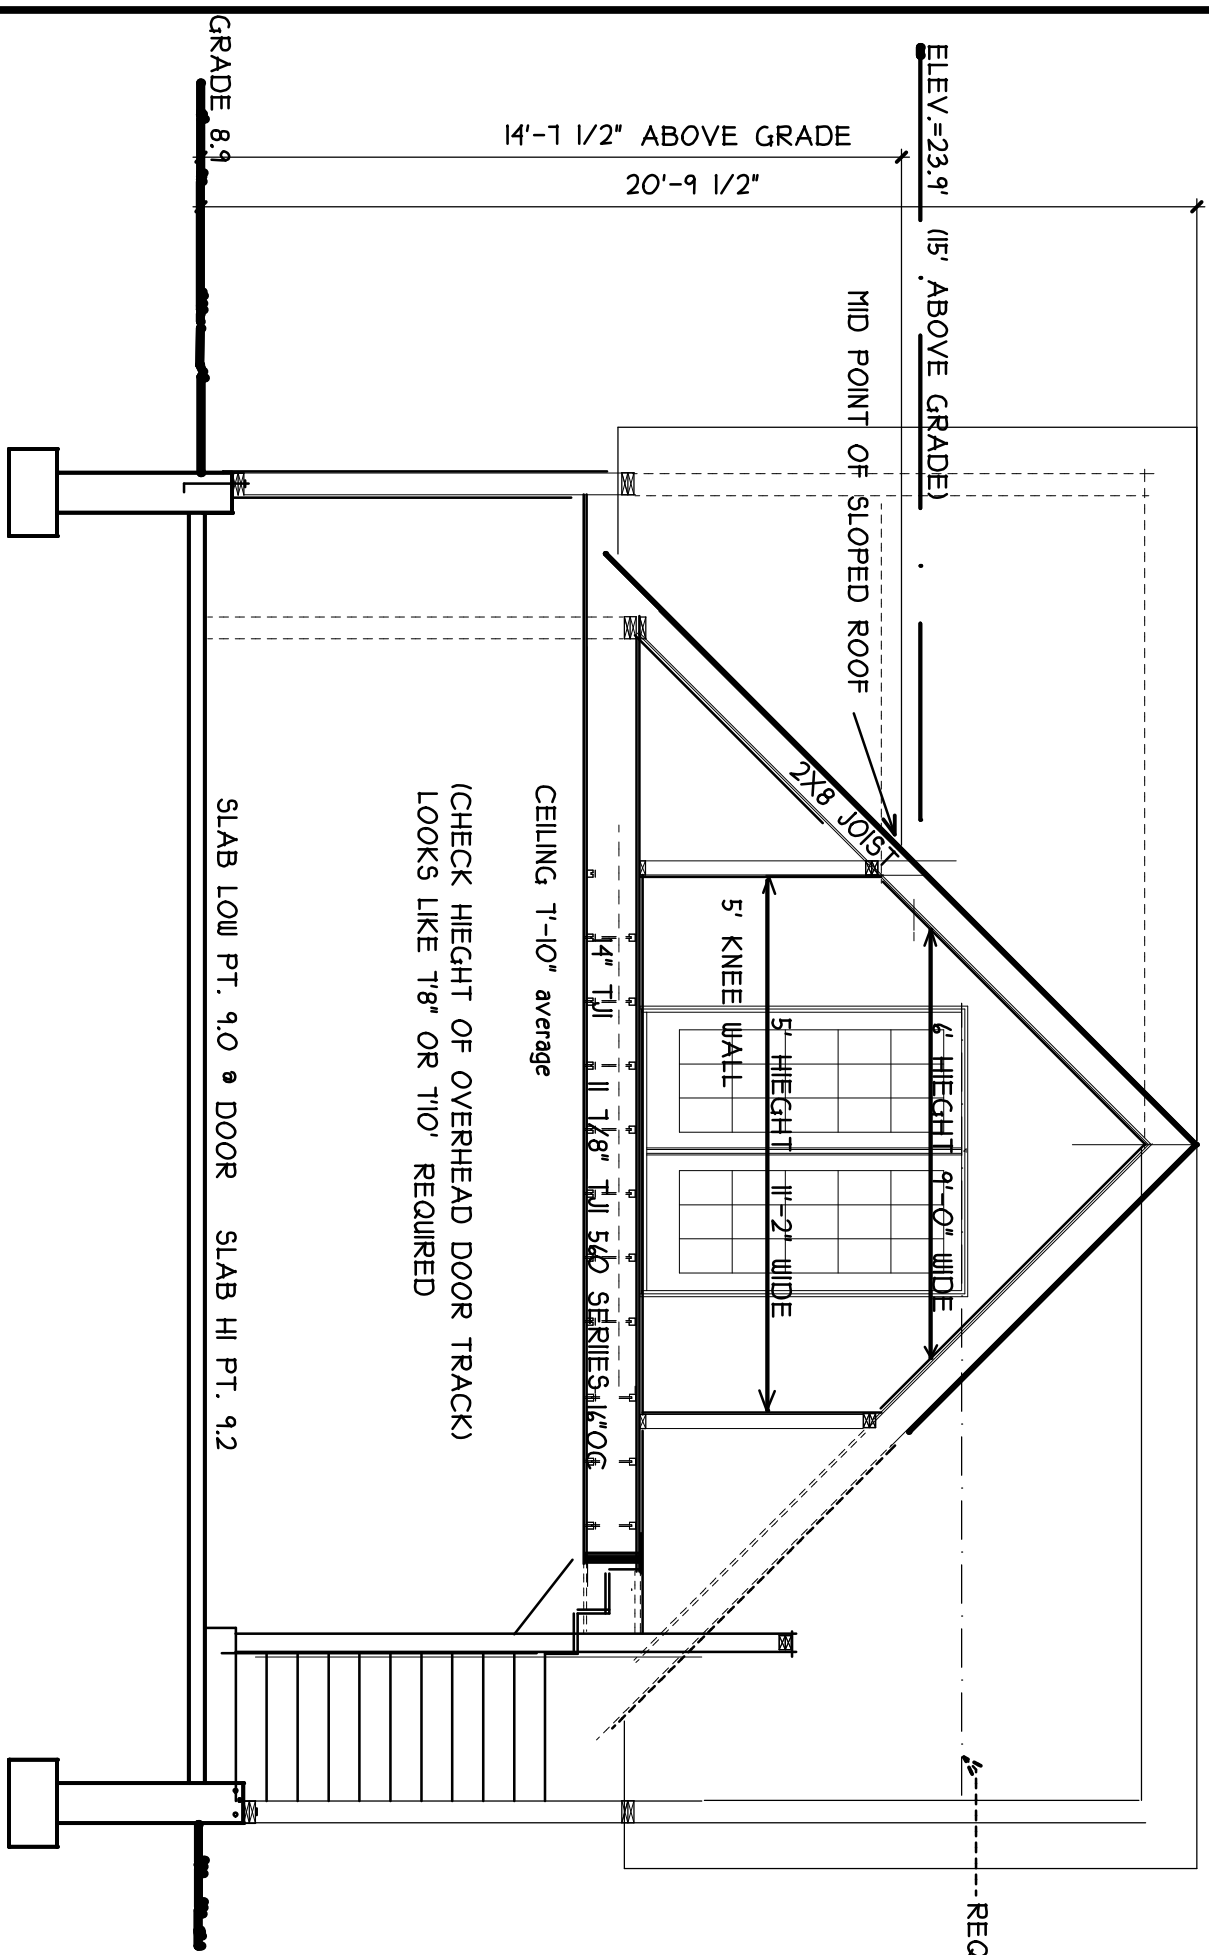 ELEV.=23.9' (15' ABOVE GRADE)
14'-7 1/2" ABOVE GRADE
20'-9 1/2"
GRADE 8.9
MID POINT OF SLOPED ROOF
2X8 JOIST
6' HIEGHT 9'-0" WIDE
5' HIEGHT 11'-2" WIDE
5' KNEE WALL
14" TJI 11 7/8" TJI 560 SERIIES 16"OC
CEILING 7'-10" average
(CHECK HIEGHT OF OVERHEAD DOOR TRACK)
LOOKS LIKE 7'8" OR 7'10' REQUIRED
SLAB LOW PT. 9.0 @ DOOR SLAB HI PT. 9.2